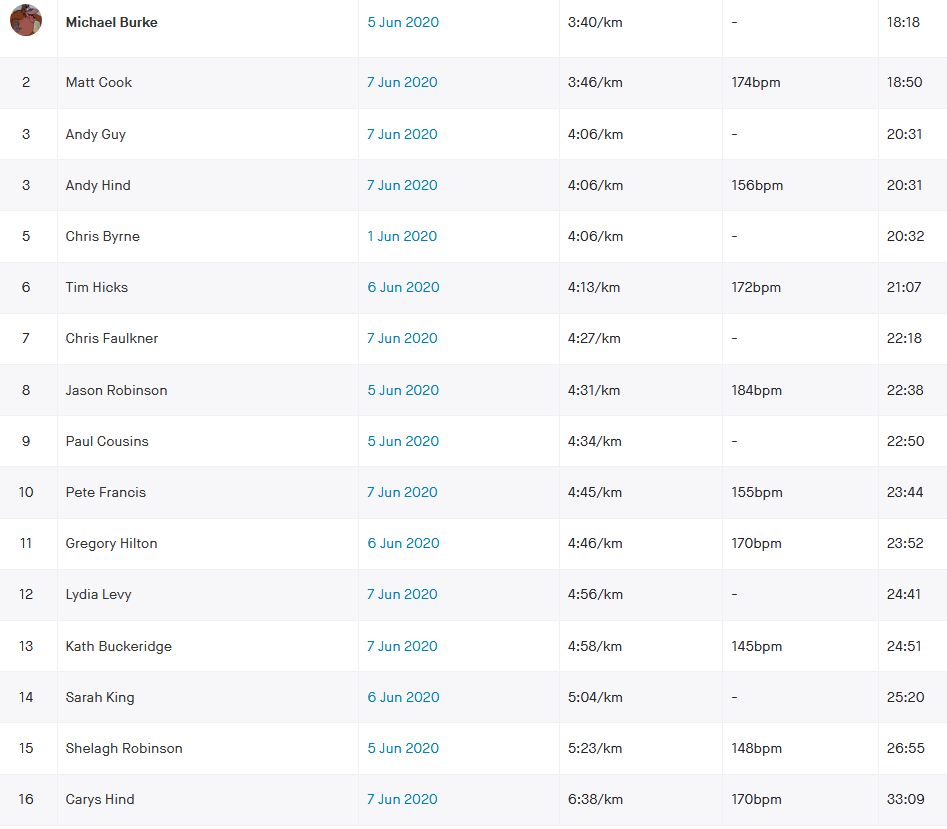 Michael Burke 5 Jun 2020 3:40/km - 18:18
2 Matt Cook 7 Jun 2020 3:46/km 174bpm 18:50
3 Andy Guy 7 Jun 2020 4:06/km - 20:31
3 Andy Hind 7 Jun 2020 4:06/km 156bpm 20:31
5 Chris Byrne 1 Jun 2020 4:06/km - 20:32
6 Tim Hicks 6 Jun 2020 4:13/km 172bpm 21:07
7 Chris Faulkner 7 Jun 2020 4:27/km - 22:18
8 Jason Robinson 5 Jun 2020 4:31/km 184bpm 22:38
9 Paul Cousins 5 Jun 2020 4:34/km - 22:50
10 Pete Francis 7 Jun 2020 4:45/km 155bpm 23:44
11 Gregory Hilton 6 Jun 2020 4:46/km 170bpm 23:52
12 Lydia Levy 7 Jun 2020 4:56/km - 24:41
13 Kath Buckeridge 7 Jun 2020 4:58/km 145bpm 24:51
14 Sarah King 6 Jun 2020 5:04/km - 25:20
15 Shelagh Robinson 5 Jun 2020 5:23/km 148bpm 26:55
16 Carys Hind 7 Jun 2020 6:38/km 170bpm 33:09